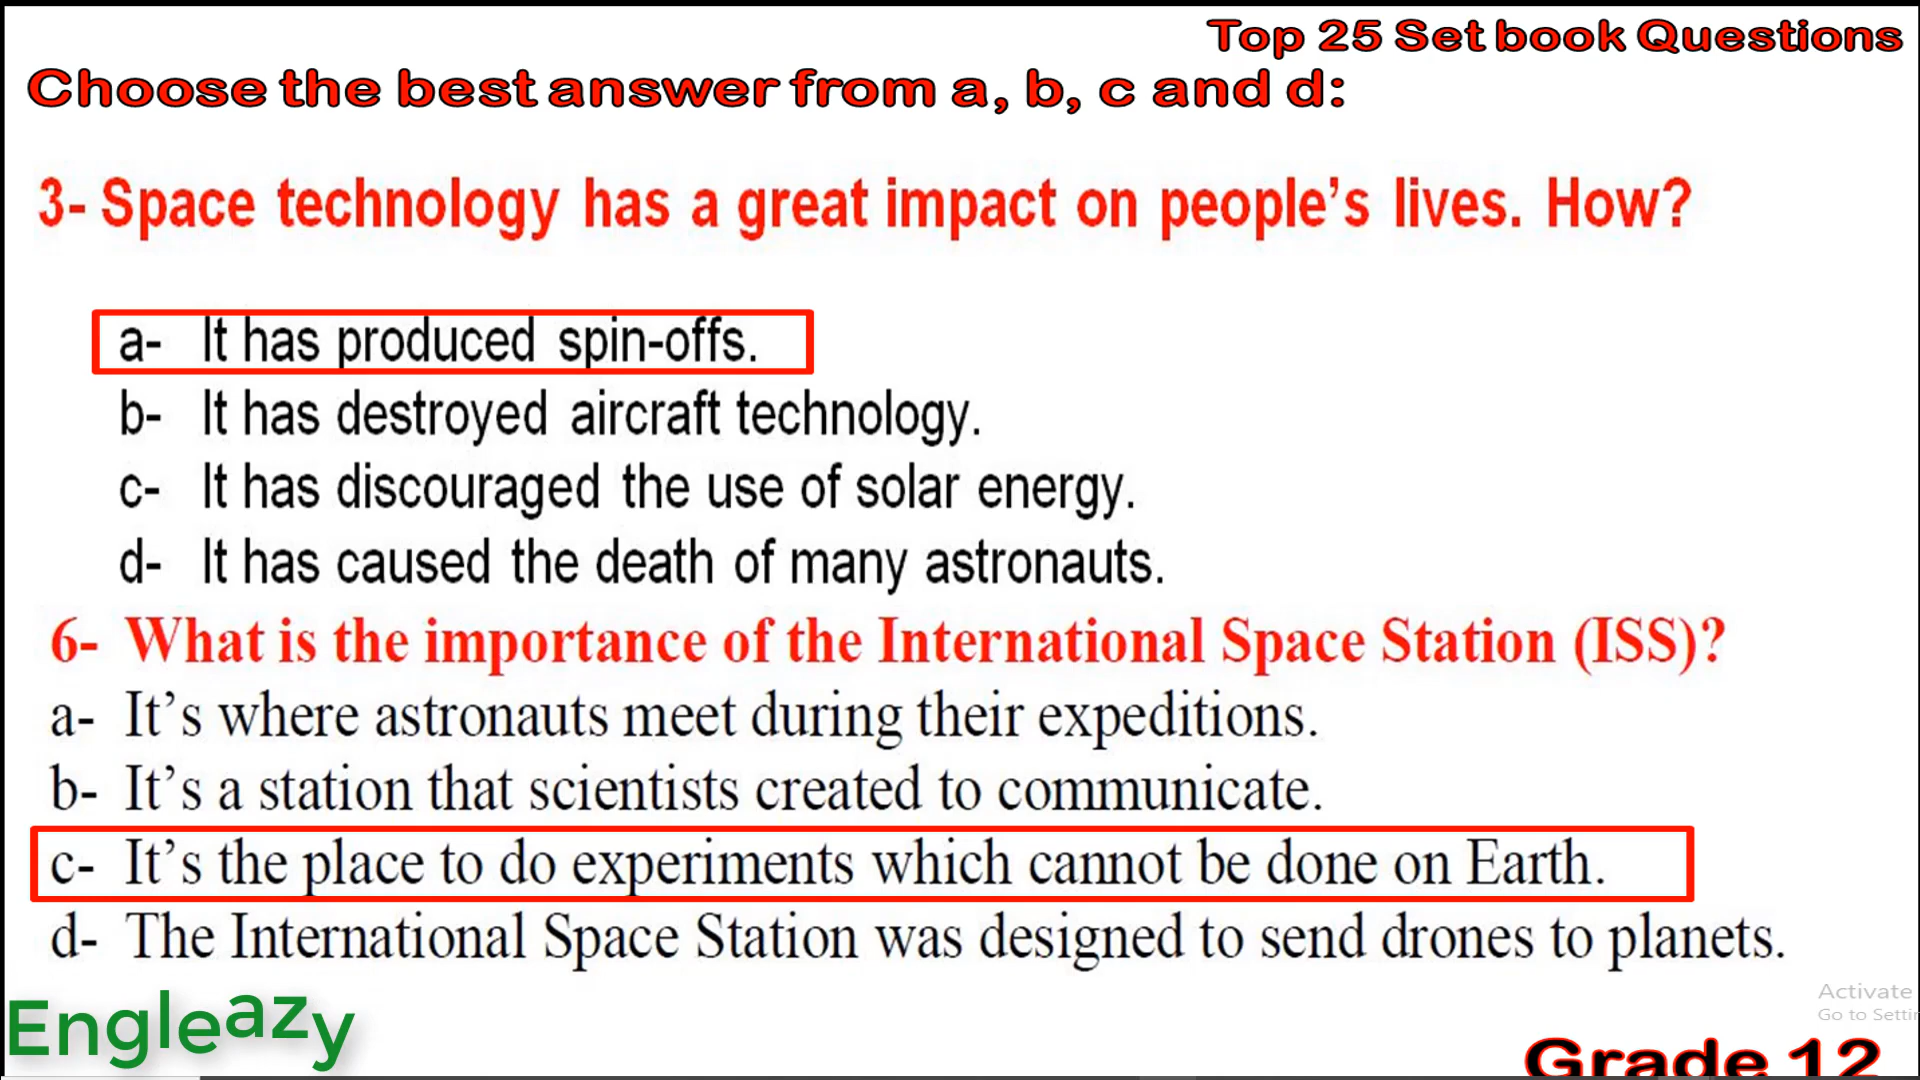 Top 25 Set book Questions
Choose the best answer from a, b, c and d:
3- Space technology has a great impact on people's lives. How?
a- It has produced spin-offs.
b- It has destroyed aircraft technology.
c- It has discouraged the use of solar energy.
d- It has caused the death of many astronauts.
6- What is the importance of the International Space Station (ISS)?
a- It's where astronauts meet during their expeditions.
b- It's a station that scientists created to communicate.
c- It's the place to do experiments which cannot be done on Earth.
d- The International Space Station was designed to send drones to planets.
Engleazy
Activate
Go to Settin
Grade 12